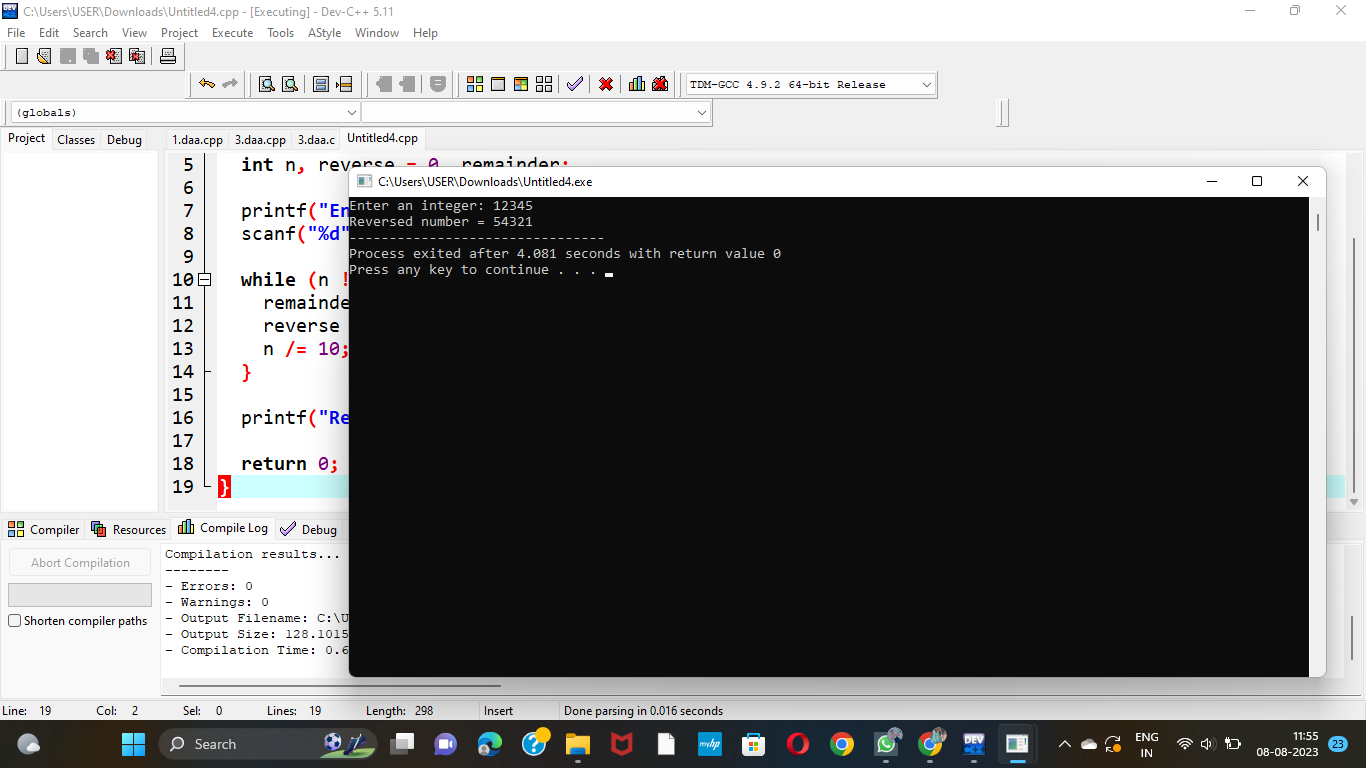 C:\Users\USER\Downloads\Untitled4.cpp - [Executing] - Dev-C++ 5.11
File Edit Search View Project Execute Tools AStyle Window Help
TDM-GCC 4.9.2 64-bit Release
(globals)
Project Classes Debug
1.daa.cpp 3.daa.cpp 3.daa.c Untitled4.cpp
5 int n, reverse = 0, remainder;
6
7 printf("En
8 scanf("%d"
9
10 while (n !
11 remainde
12 reverse
13 n /= 10;
14 }
15
16 printf("Re
17
18 return 0;
19 }
C:\Users\USER\Downloads\Untitled4.exe
Enter an integer: 12345
Reversed number = 54321
--------------------------------
Process exited after 4.081 seconds with return value 0
Press any key to continue . . .
Compiler Resources Compile Log Debug
Abort Compilation
Shorten compiler paths
Compilation results...
--------
- Errors: 0
- Warnings: 0
- Output Filename: C:\U
- Output Size: 128.1015
- Compilation Time: 0.6
Line: 19 Col: 2 Sel: 0 Lines: 19 Length: 298 Insert Done parsing in 0.016 seconds
Search
myhp
DEV
ENG
IN
11:55
08-08-2023
23